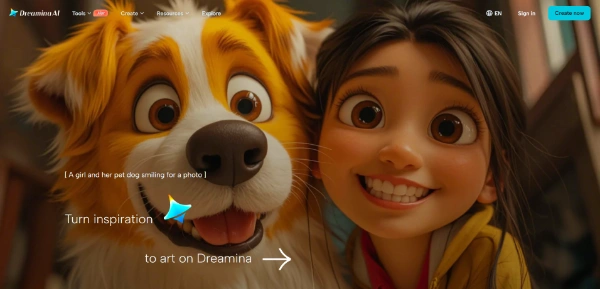 Dreamina AI
Tools
Create
Resources
Explore
EN
Sign in
Create now
[ A girl and her pet dog smiling for a photo ]
Turn inspiration
to art on Dreamina